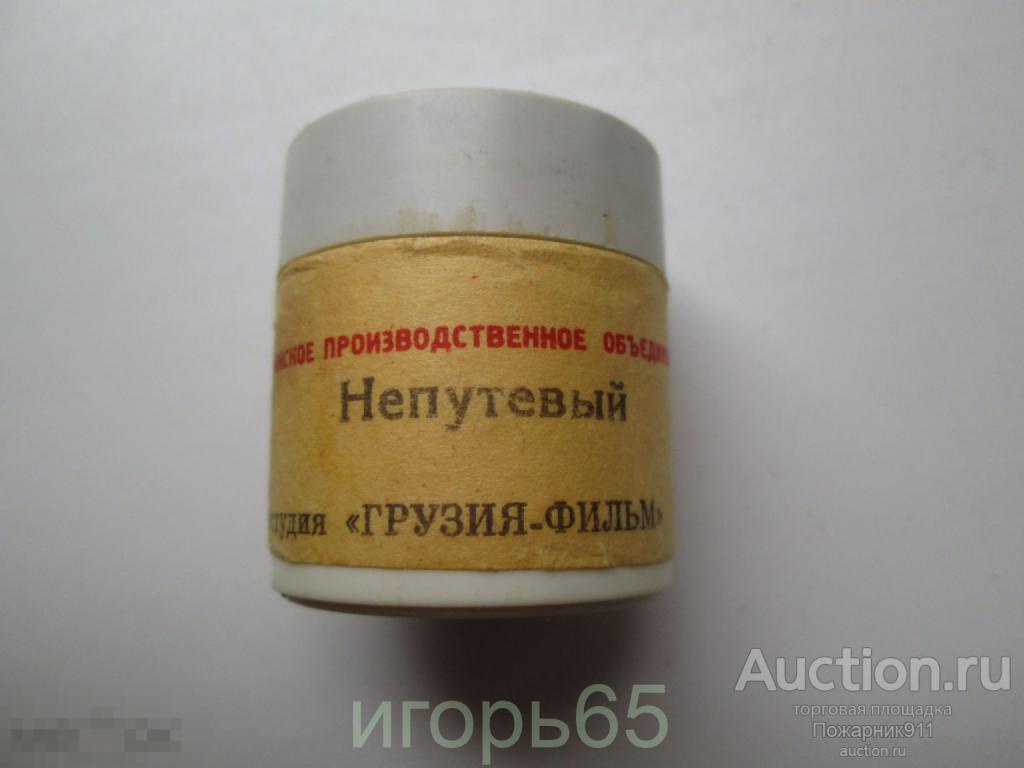 ПРОИЗВОДСТВЕННОЕ
Непутевый
«ГРУЗИЯ-ФИЛЬМ»
Auction.ru
торговая площадка
Пожарник911
auction.ru
игорь65